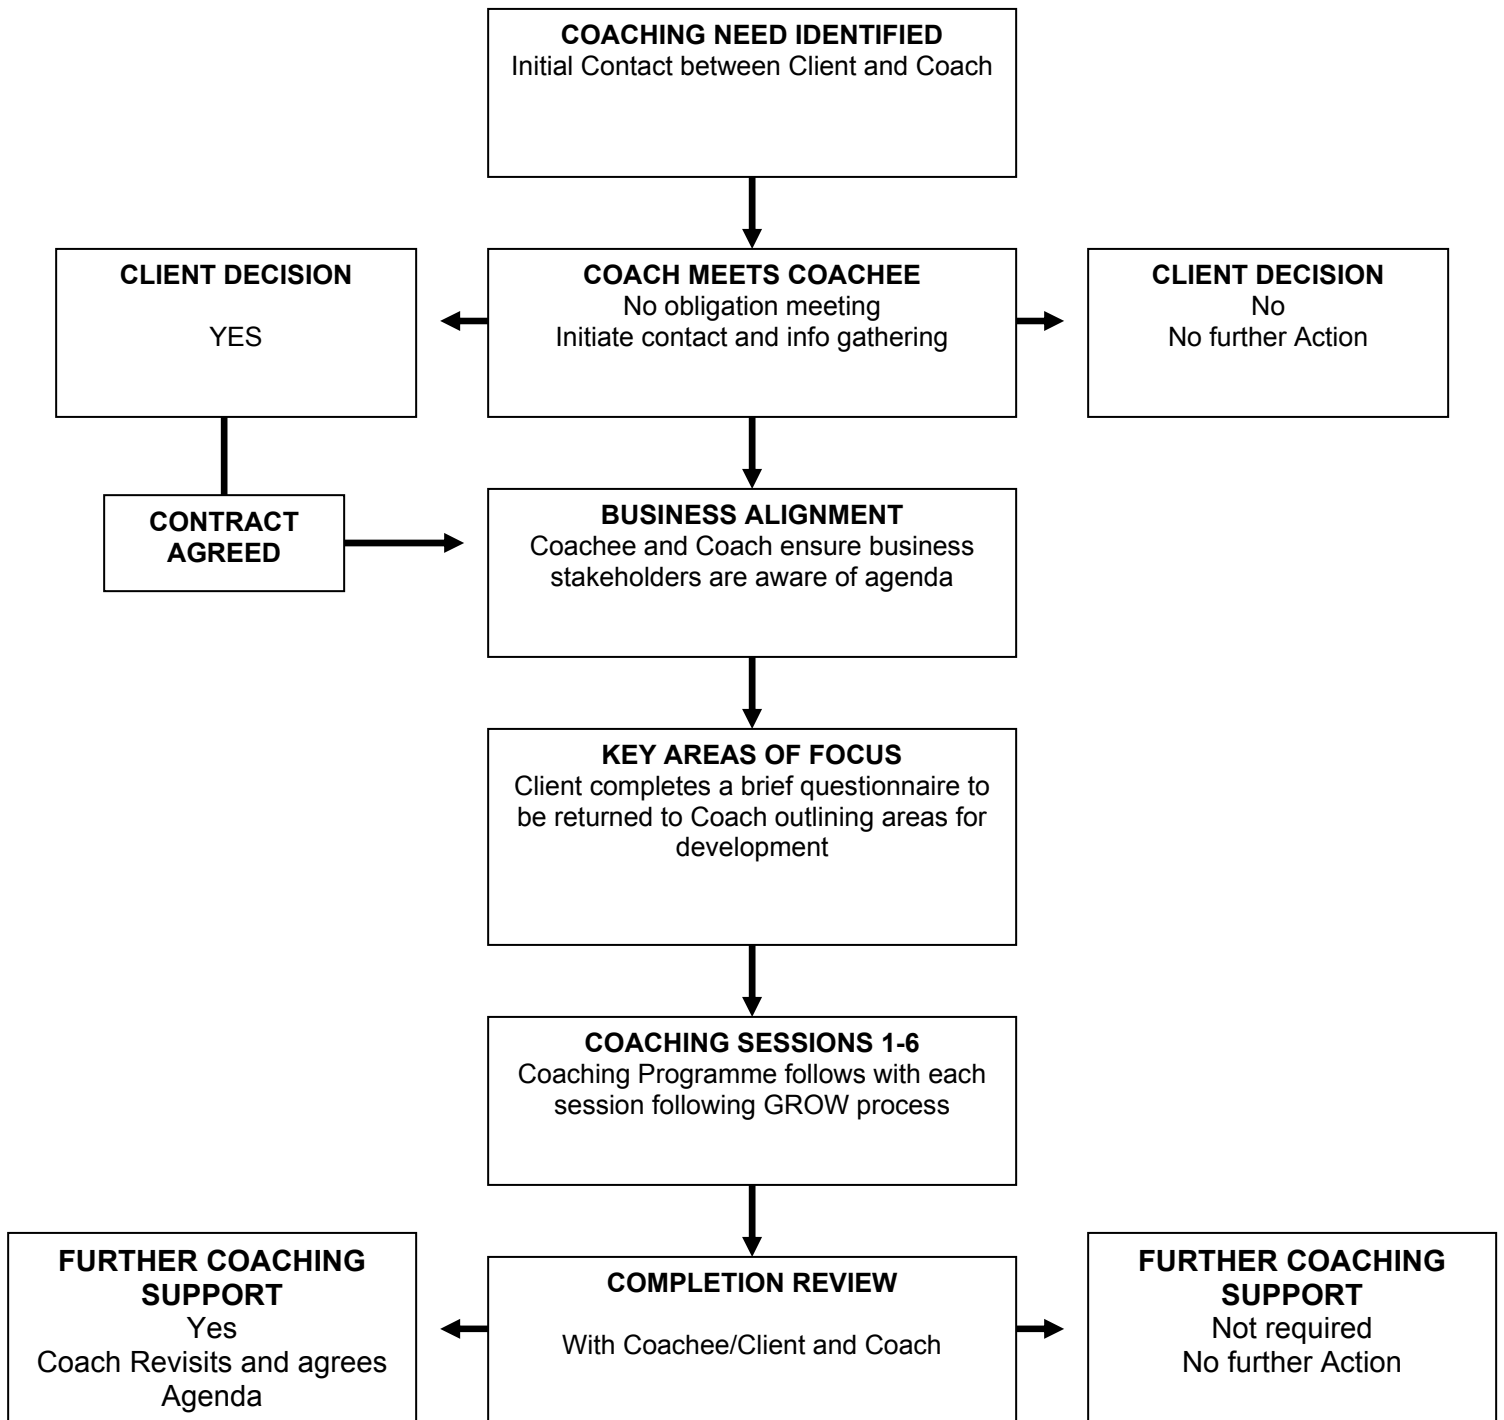 COACHING NEED IDENTIFIED
Initial Contact between Client and Coach
CLIENT DECISION
YES
COACH MEETS COACHEE
No obligation meeting
Initiate contact and info gathering
CLIENT DECISION
No
No further Action
CONTRACT
AGREED
BUSINESS ALIGNMENT
Coachee and Coach ensure business
stakeholders are aware of agenda
KEY AREAS OF FOCUS
Client completes a brief questionnaire to
be returned to Coach outlining areas for
development
COACHING SESSIONS 1-6
Coaching Programme follows with each
session following GROW process
FURTHER COACHING
SUPPORT
Yes
Coach Revisits and agrees
Agenda
COMPLETION REVIEW
With Coachee/Client and Coach
FURTHER COACHING
SUPPORT
Not required
No further Action